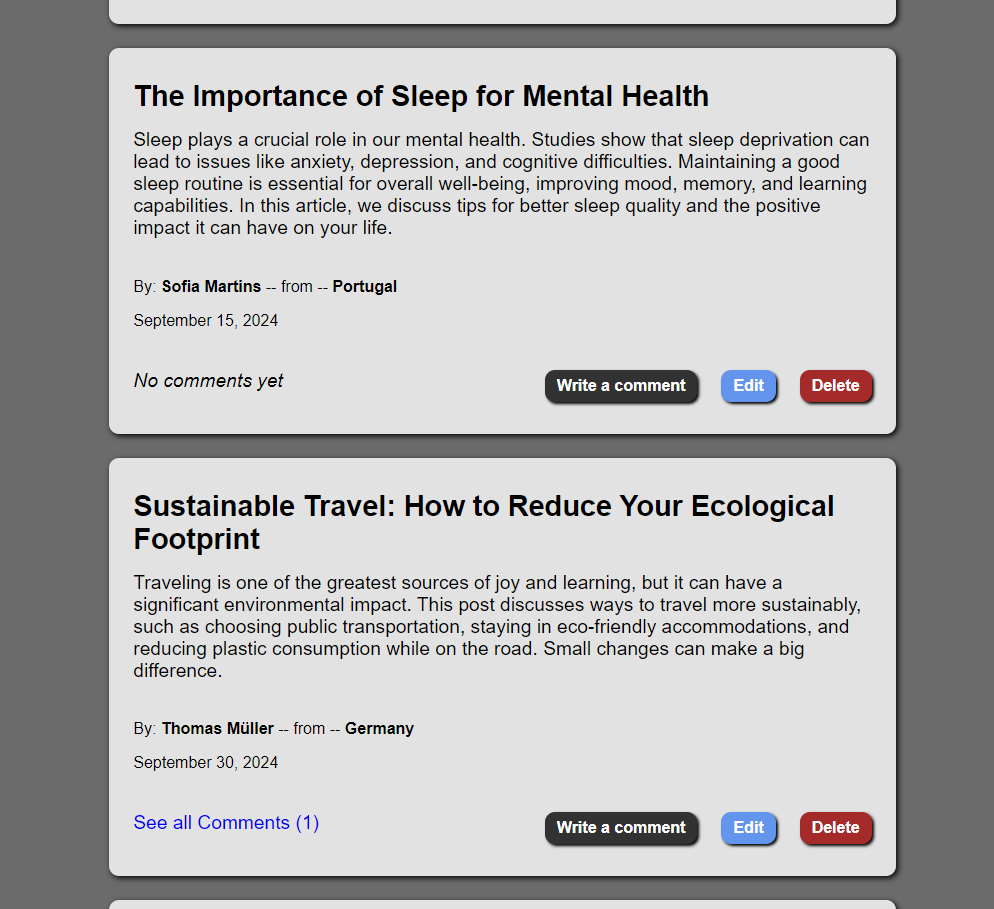 The Importance of Sleep for Mental Health
Sleep plays a crucial role in our mental health. Studies show that sleep deprivation can
lead to issues like anxiety, depression, and cognitive difficulties. Maintaining a good
sleep routine is essential for overall well-being, improving mood, memory, and learning
capabilities. In this article, we discuss tips for better sleep quality and the positive
impact it can have on your life.
By: Sofia Martins -- from -- Portugal
September 15, 2024
No comments yet Write a comment Edit Delete
Sustainable Travel: How to Reduce Your Ecological
Footprint
Traveling is one of the greatest sources of joy and learning, but it can have a
significant environmental impact. This post discusses ways to travel more sustainably,
such as choosing public transportation, staying in eco-friendly accommodations, and
reducing plastic consumption while on the road. Small changes can make a big
difference.
By: Thomas Müller -- from -- Germany
September 30, 2024
See all Comments (1) Write a comment Edit Delete